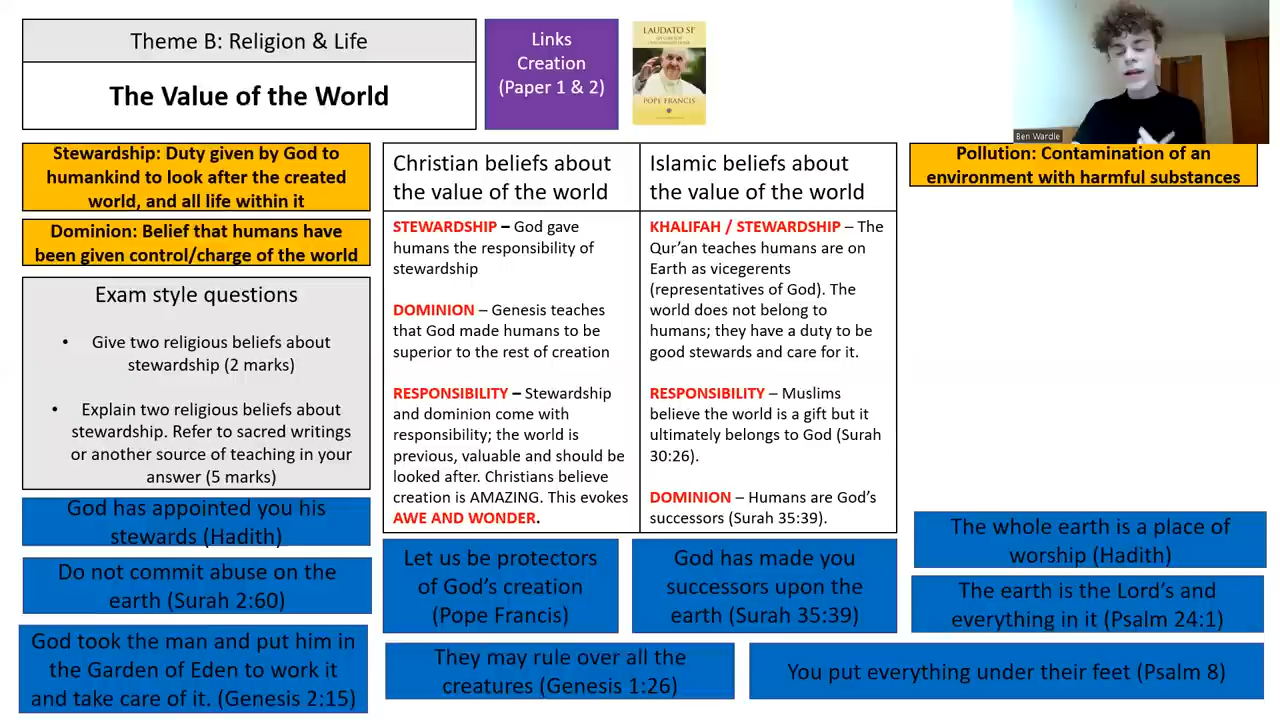 Theme B: Religion & Life
The Value of the World
Links
Creation
(Paper 1 & 2)
LAUDATO SI'
POPE FRANCIS
Ben Wardle
Stewardship: Duty given by God to
humankind to look after the created
world, and all life within it
Dominion: Belief that humans have
been given control/charge of the world
Exam style questions
• Give two religious beliefs about
stewardship (2 marks)
• Explain two religious beliefs about
stewardship. Refer to sacred writings
or another source of teaching in your
answer (5 marks)
God has appointed you his
stewards (Hadith)
Do not commit abuse on the
earth (Surah 2:60)
God took the man and put him in
the Garden of Eden to work it
and take care of it. (Genesis 2:15)
Christian beliefs about
the value of the world
STEWARDSHIP – God gave
humans the responsibility of
stewardship
DOMINION – Genesis teaches
that God made humans to be
superior to the rest of creation
RESPONSIBILITY – Stewardship
and dominion come with
responsibility; the world is
previous, valuable and should be
looked after. Christians believe
creation is AMAZING. This evokes
AWE AND WONDER.
Islamic beliefs about
the value of the world
KHALIFAH / STEWARDSHIP – The
Qur'an teaches humans are on
Earth as vicegerents
(representatives of God). The
world does not belong to
humans; they have a duty to be
good stewards and care for it.
RESPONSIBILITY – Muslims
believe the world is a gift but it
ultimately belongs to God (Surah
30:26).
DOMINION – Humans are God's
successors (Surah 35:39).
Let us be protectors
of God's creation
(Pope Francis)
God has made you
successors upon the
earth (Surah 35:39)
They may rule over all the
creatures (Genesis 1:26)
Pollution: Contamination of an
environment with harmful substances
The whole earth is a place of
worship (Hadith)
The earth is the Lord's and
everything in it (Psalm 24:1)
You put everything under their feet (Psalm 8)